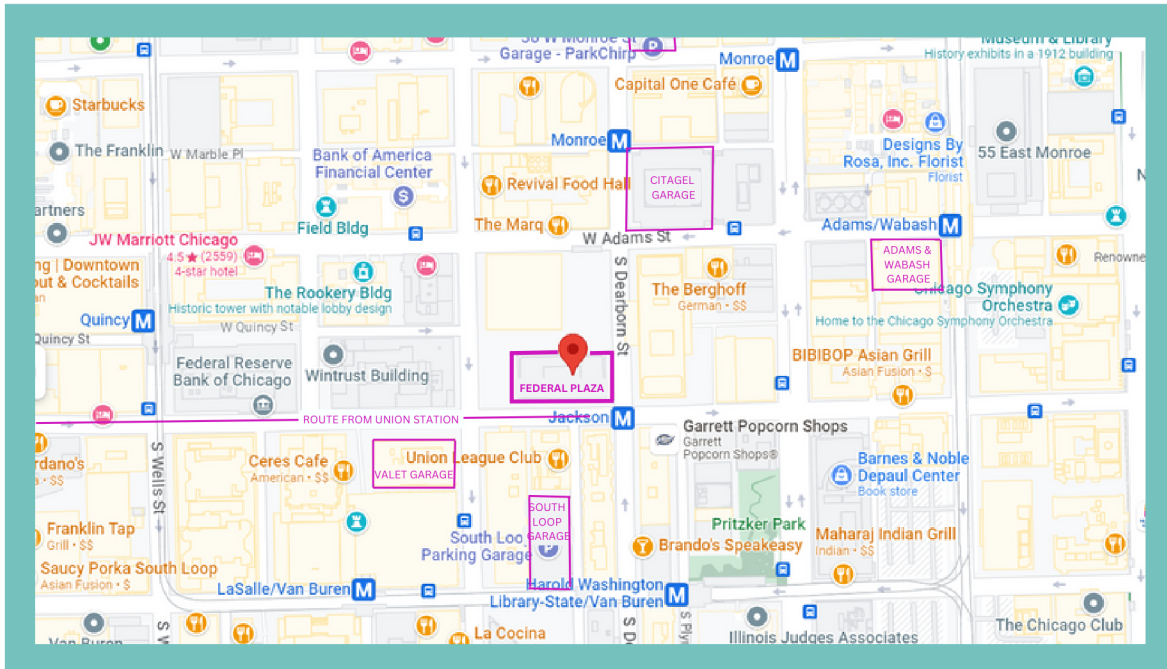 38 W Monroe St
Garage - ParkChirp
Monroe
Museum & Library
History exhibits in a 1912 building
Capital One Café
Starbucks
The Franklin
W Marble Pl
Monroe
Bank of America
Financial Center
Designs By
Rosa, Inc. Florist
Florist
55 East Monroe
Revival Food Hall
CITAGEL
GARAGE
artners
Field Bldg
The Marq
W Adams St
Adams/Wabash
JW Marriott Chicago
4.5★ (2559)
4-star hotel
ng | Downtown
out & Cocktails
an
The Rookery Bldg
Historic tower with notable lobby design
S Dearborn St
The Berghoff
German • $$
ADAMS &
WABASH
GARAGE
Renowne
Chicago Symphony
Orchestra
Home to the Chicago Symphony Orchestra
Quincy
W Quincy St
Quincy St
Federal Reserve
Bank of Chicago
Wintrust Building
FEDERAL PLAZA
BIBIBOP Asian Grill
Asian Fusion • $
ROUTE FROM UNION STATION
Jackson
Garrett Popcorn Shops
Garrett
Popcorn Shops®
S Wells St
rdano's
a • $$
Ceres Cafe
American • $$
Union League Club
VALET GARAGE
Barnes & Noble
Depaul Center
Book store
SOUTH
LOOP
GARAGE
Franklin Tap
Grill • $$
South Loo
Parking Garage
Pritzker Park
Brando's Speakeasy
Maharaj Indian Grill
Indian • $$
Saucy Porka South Loop
Asian Fusion • $
LaSalle/Van Buren
Harold Washington
Library-State/Van Buren
S W
Van Buren
La Cocina
S D
S Ply
Illinois Judges Associates
The Chicago Club